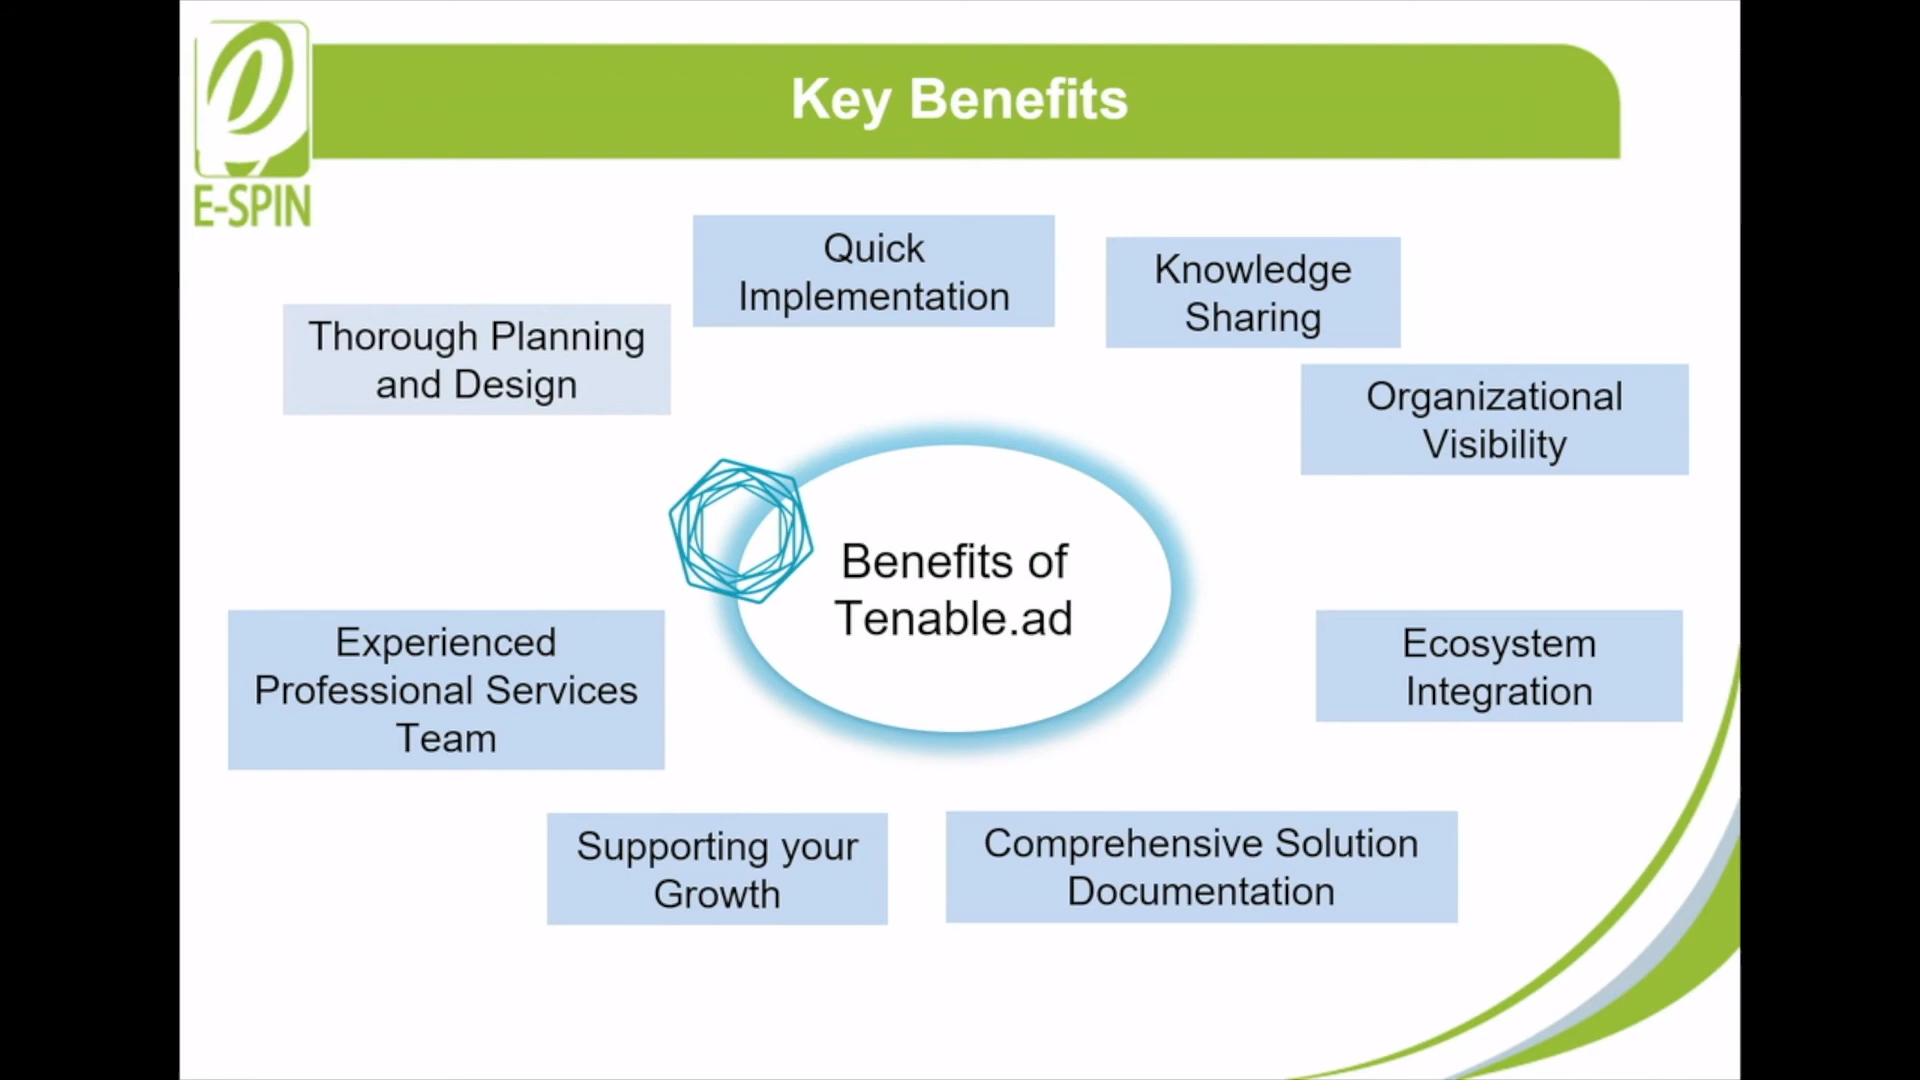 Key Benefits
E-SPIN
Quick
Implementation
Knowledge
Sharing
Thorough Planning
and Design
Organizational
Visibility
Benefits of
Tenable.ad
Experienced
Professional Services
Team
Ecosystem
Integration
Supporting your
Growth
Comprehensive Solution
Documentation